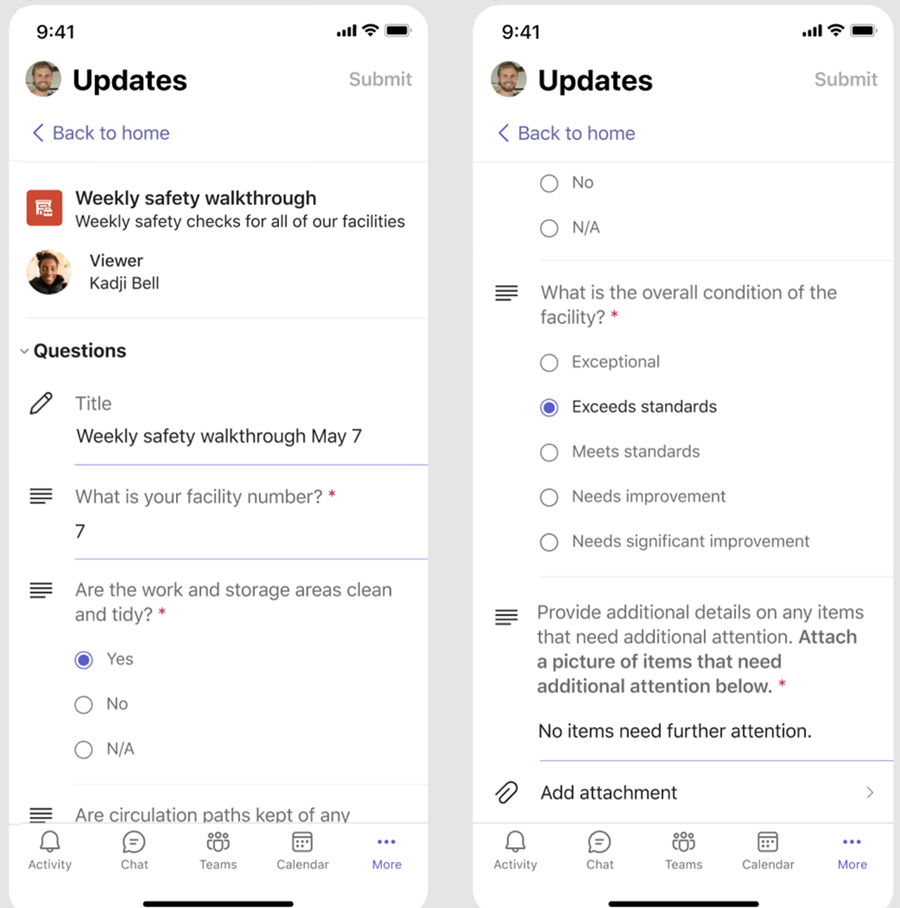 9:41
Updates
Submit
Back to home
Weekly safety walkthrough
Weekly safety checks for all of our facilities
Viewer
Kadji Bell
Questions
Title
Weekly safety walkthrough May 7
What is your facility number? *
7
Are the work and storage areas clean
and tidy? *
Yes
No
N/A
Are circulation paths kept of any
Activity
Chat
Teams
Calendar
More
9:41
Updates
Submit
Back to home
No
N/A
What is the overall condition of the
facility? *
Exceptional
Exceeds standards
Meets standards
Needs improvement
Needs significant improvement
Provide additional details on any items
that need additional attention. Attach
a picture of items that need
additional attention below. *
No items need further attention.
Add attachment
Activity
Chat
Teams
Calendar
More